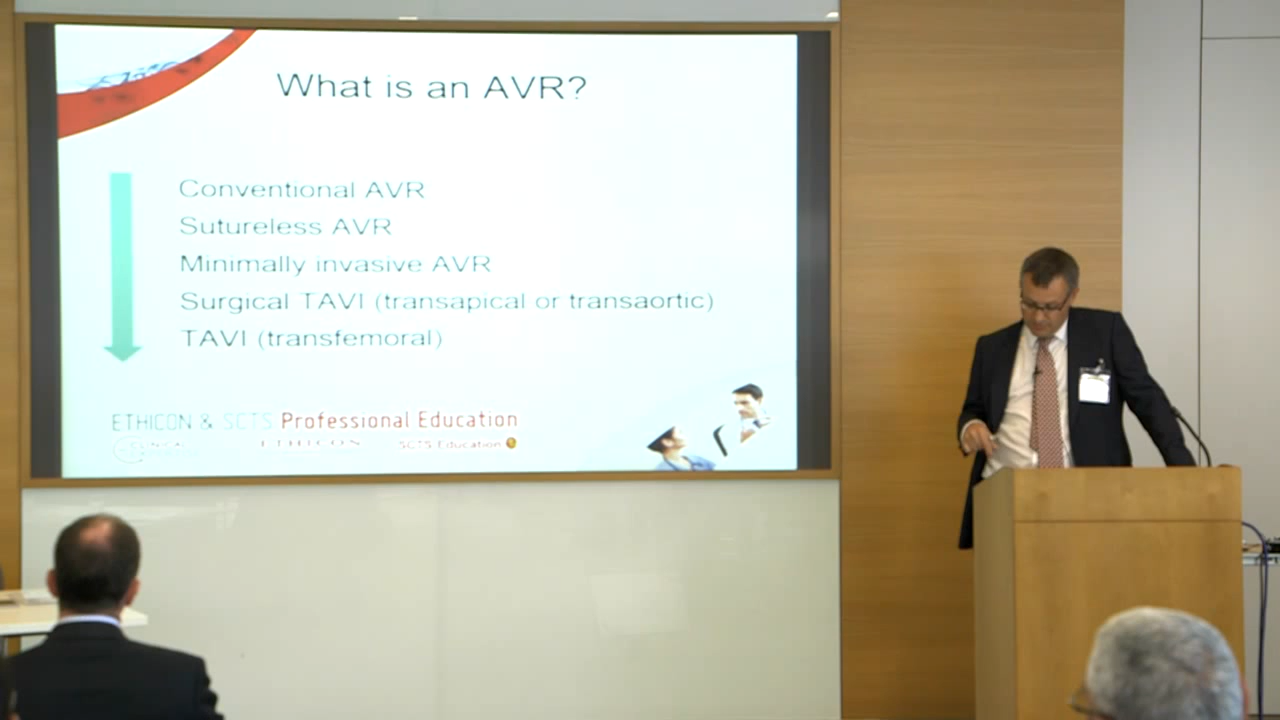 What is an AVR?
Conventional AVR
Sutureless AVR
Minimally invasive AVR
Surgical TAVI (transapical or transaortic)
TAVI (transfemoral)
ETHICON & SCTS Professional Education
CLINICAL ETHICON SCTS Education